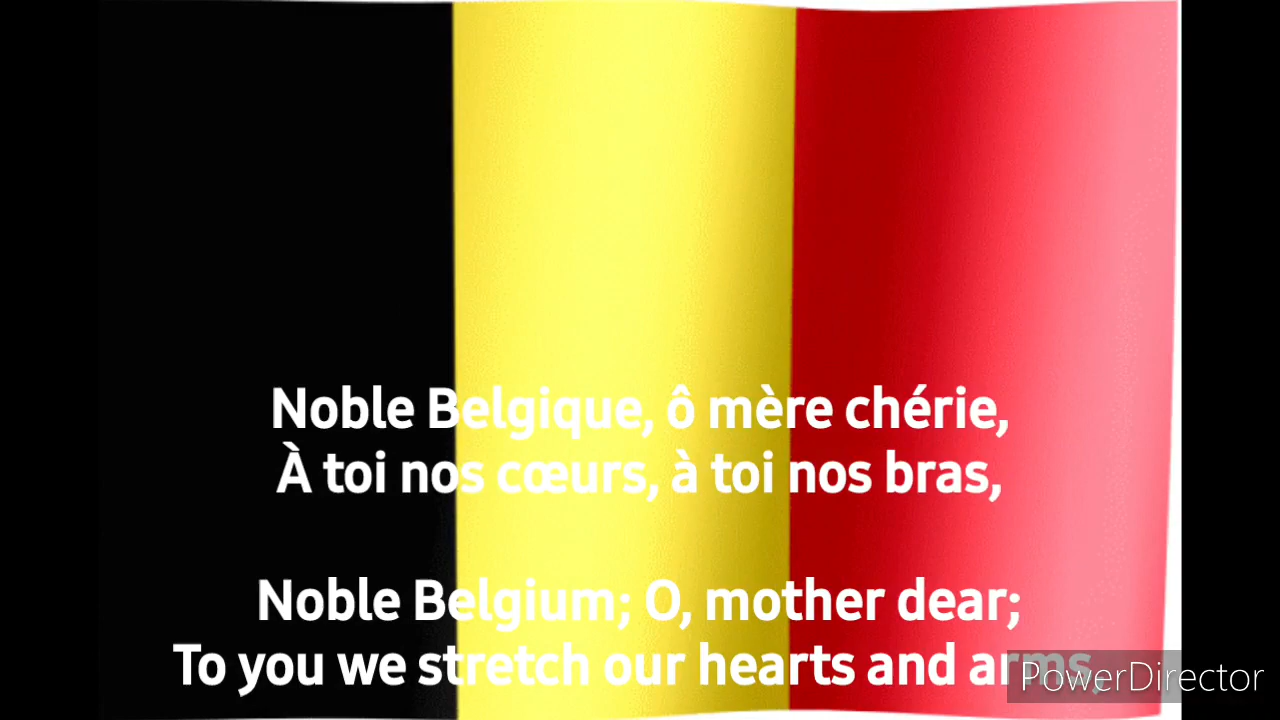 Noble Belgique, ô mère chérie,
À toi nos cœurs, à toi nos bras,
Noble Belgium; O, mother dear;
To you we stretch our hearts and arms,
PowerDirector